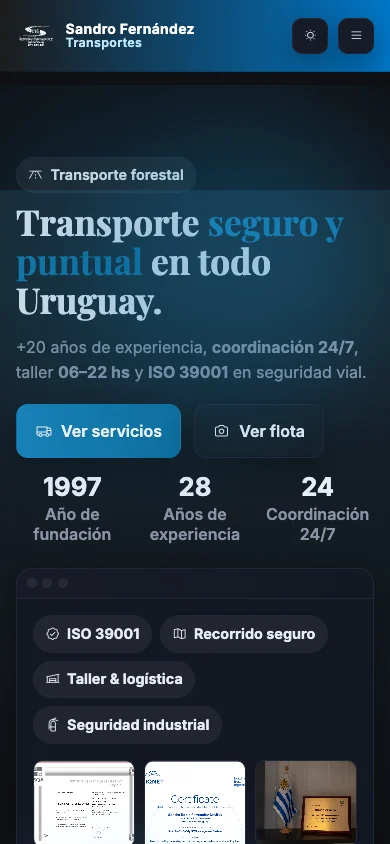 Sandro Fernández
Transportes
Transporte forestal
Transporte seguro y
puntual en todo
Uruguay.
+20 años de experiencia, coordinación 24/7,
taller 06–22 hs y ISO 39001 en seguridad vial.
Ver servicios
Ver flota
1997
Año de
fundación
28
Años de
experiencia
24
Coordinación
24/7
ISO 39001
Recorrido seguro
Taller & logística
Seguridad industrial
Certificate